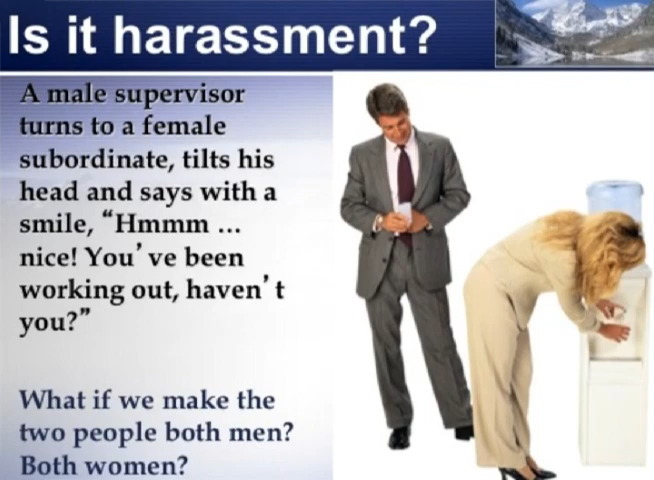 Is it harassment?
A male supervisor
turns to a female
subordinate, tilts his
head and says with a
smile, “Hmmm ...
nice! You’ve been
working out, haven’t
you?”
What if we make the
two people both men?
Both women?